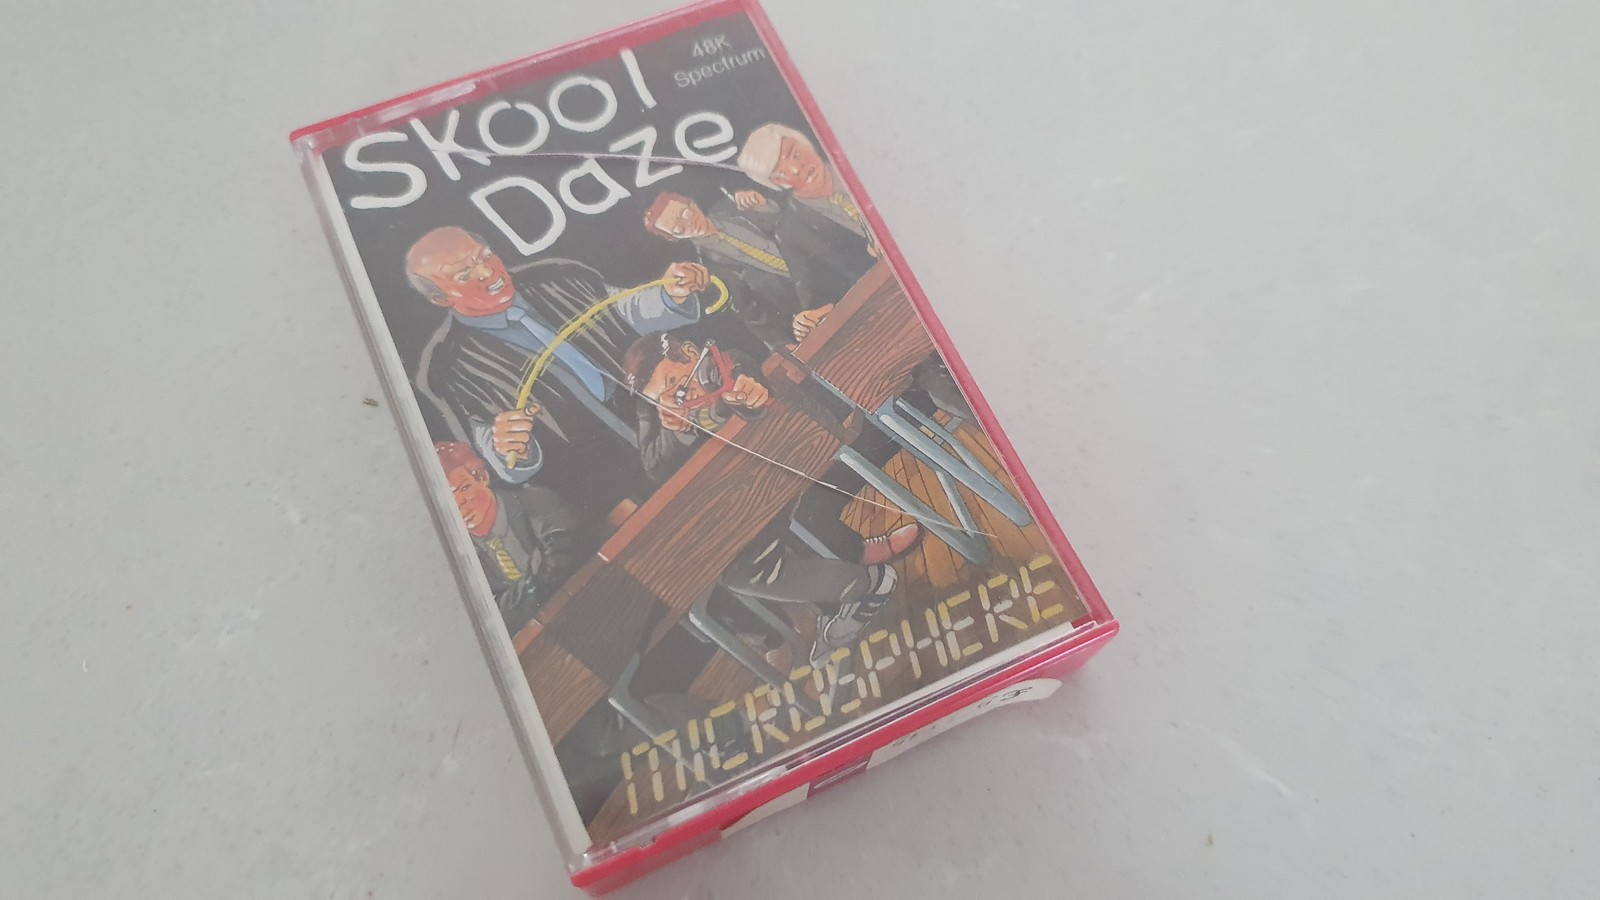 48K
Spectrum
Skool
Daze
MICROSPHERE